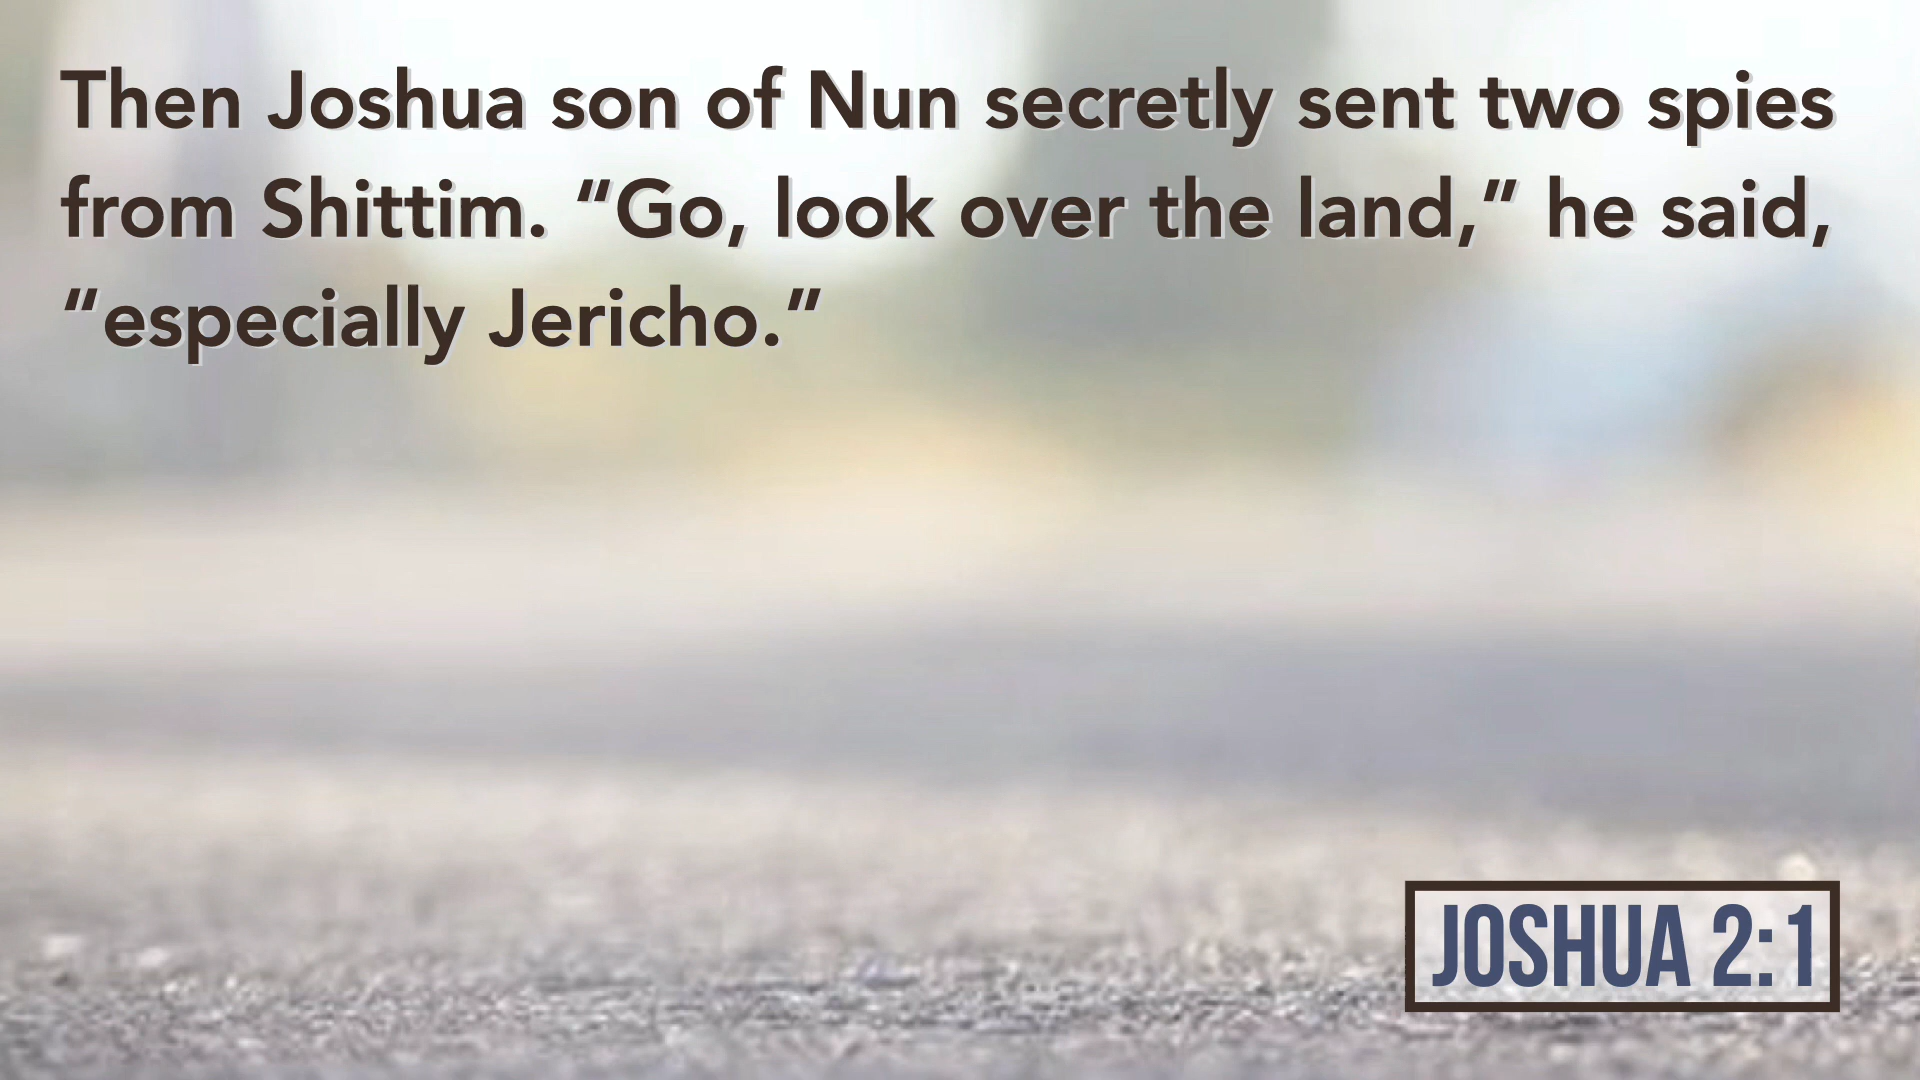 Then Joshua son of Nun secretly sent two spies
from Shittim. “Go, look over the land,” he said,
“especially Jericho.”
JOSHUA 2:1